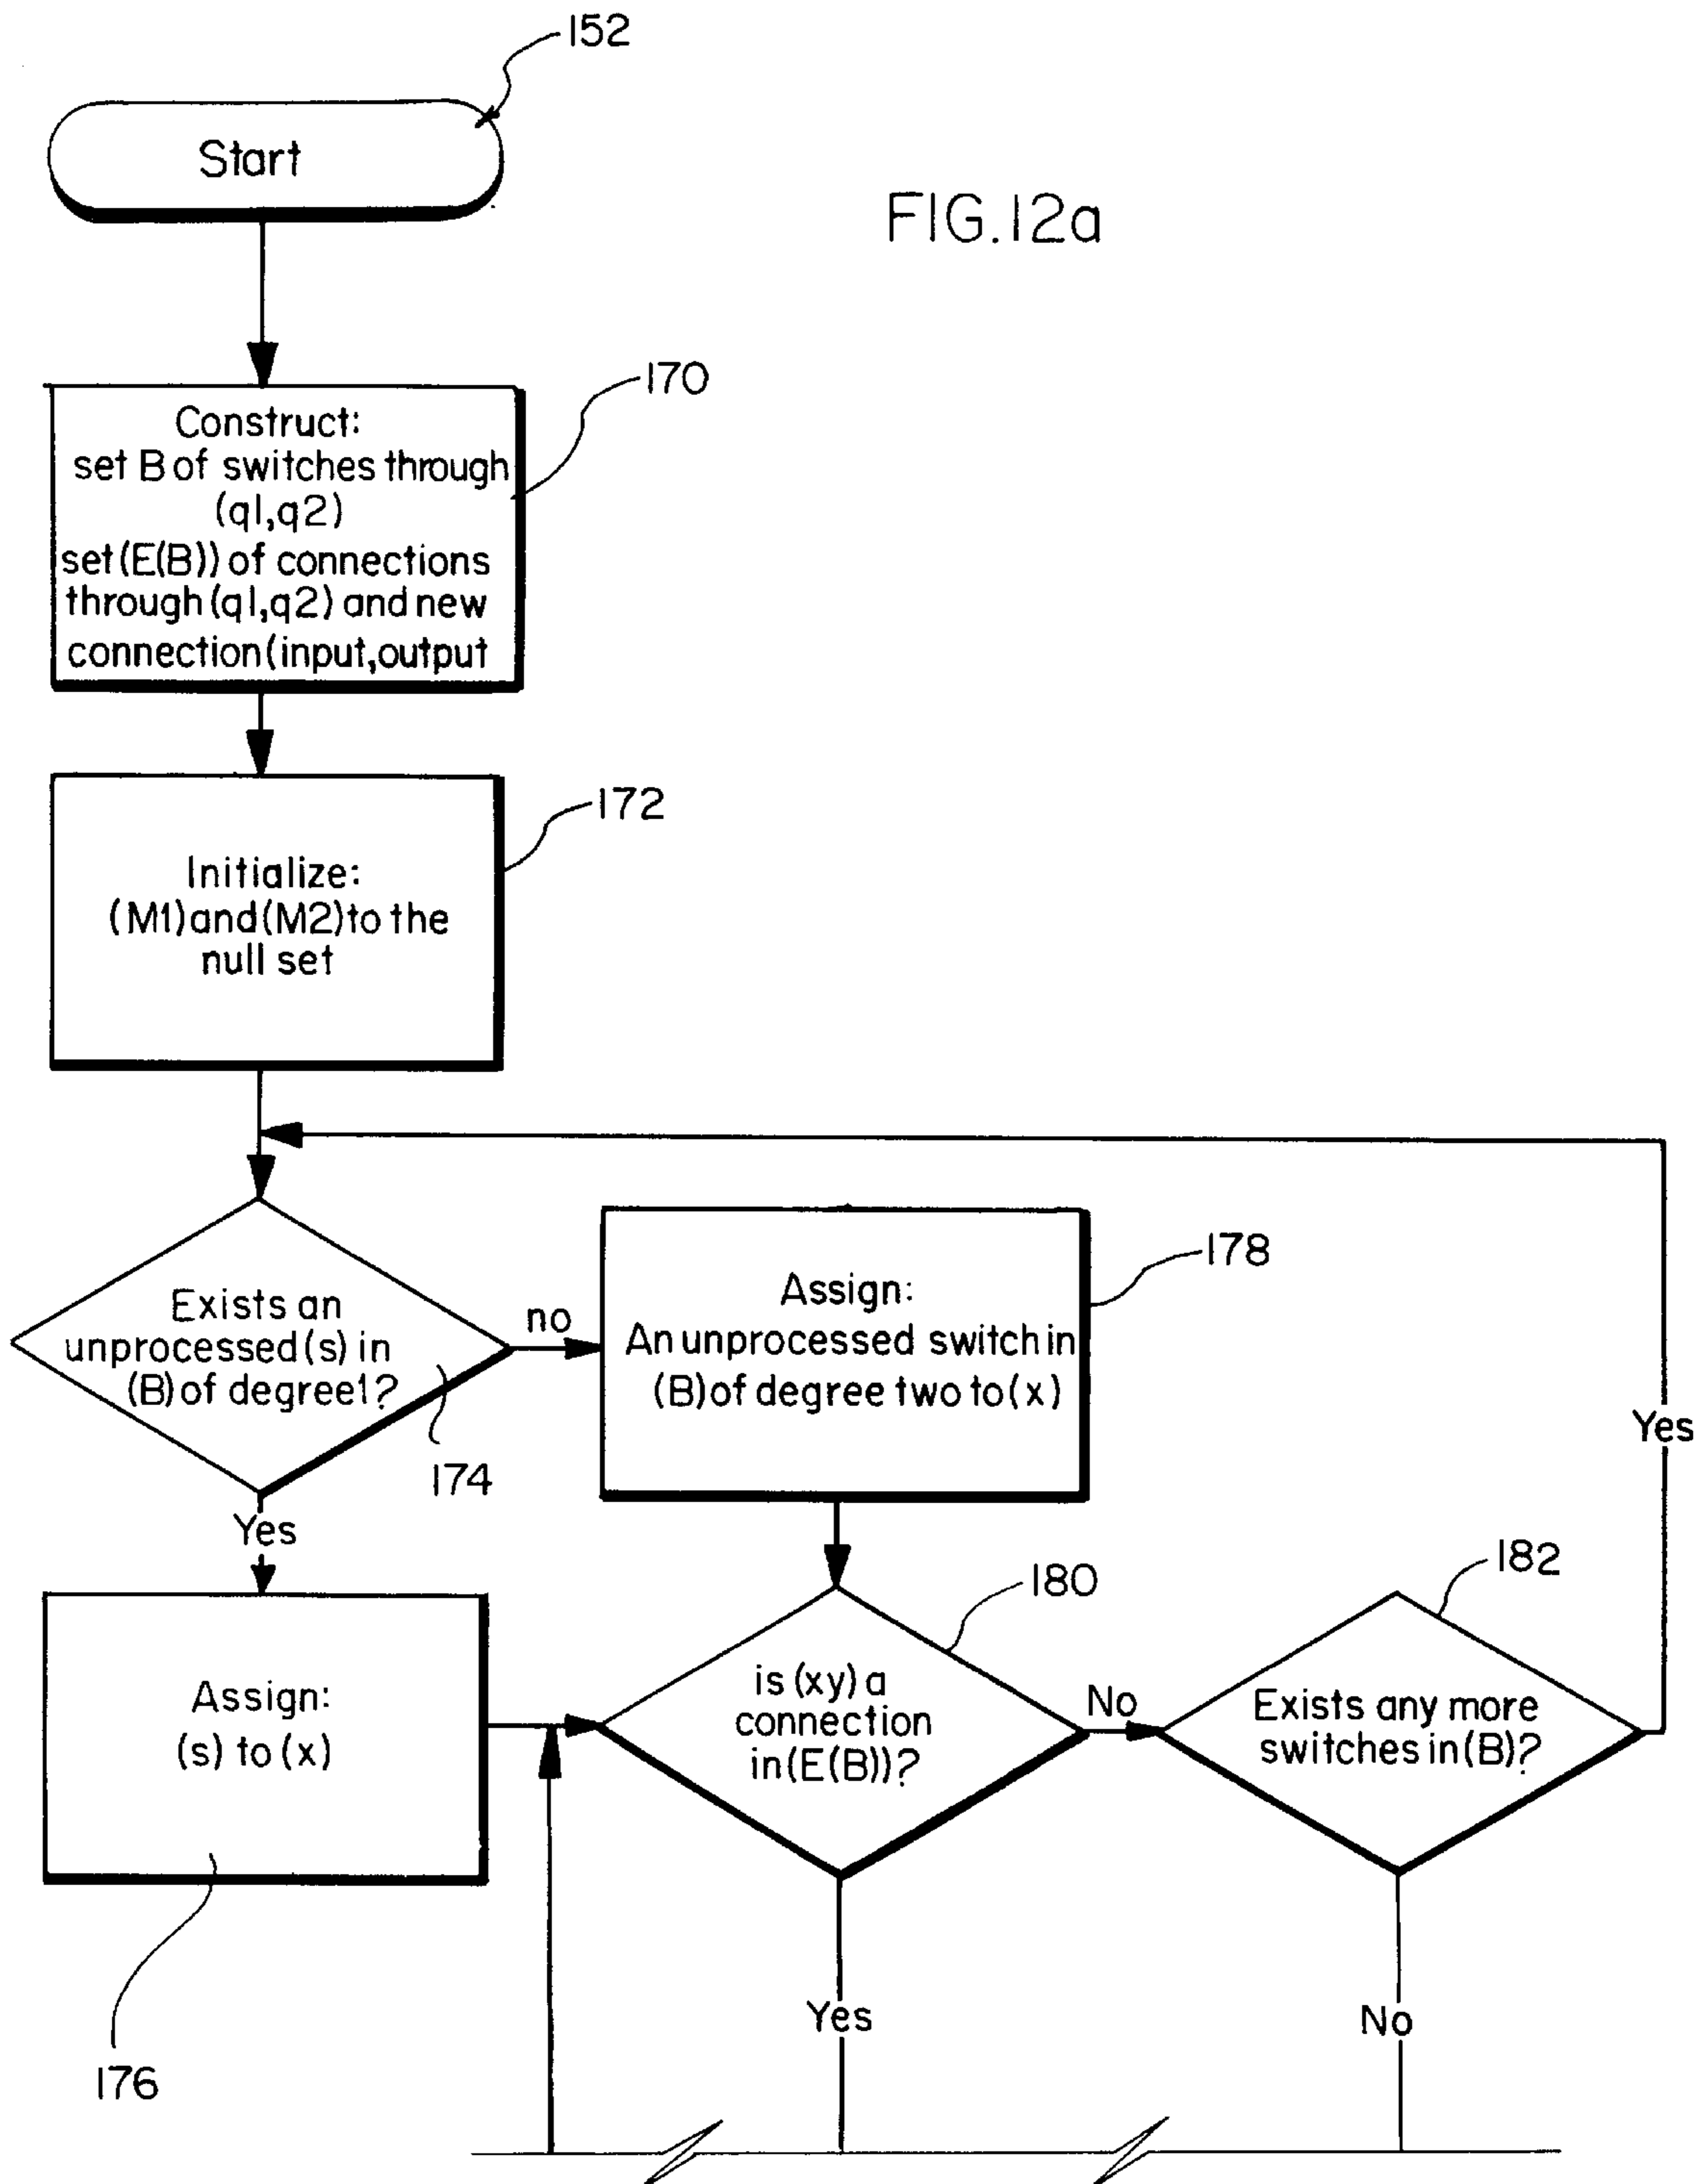 152
Start
FIG.12a
170
Construct:
set B of switches through
(q1,q2)
set (E(B)) of connections
through (q1,q2) and new
connection (input,output
172
Initialize:
(M1) and (M2) to the
null set
Exists an
unprocessed (s) in
(B) of degree1?
174
no
178
Assign:
An unprocessed switch in
(B) of degree two to (x)
Yes
Yes
176
Assign:
(s) to (x)
180
is (xy) a
connection
in (E(B))?
No
182
Exists any more
switches in (B)?
Yes
No